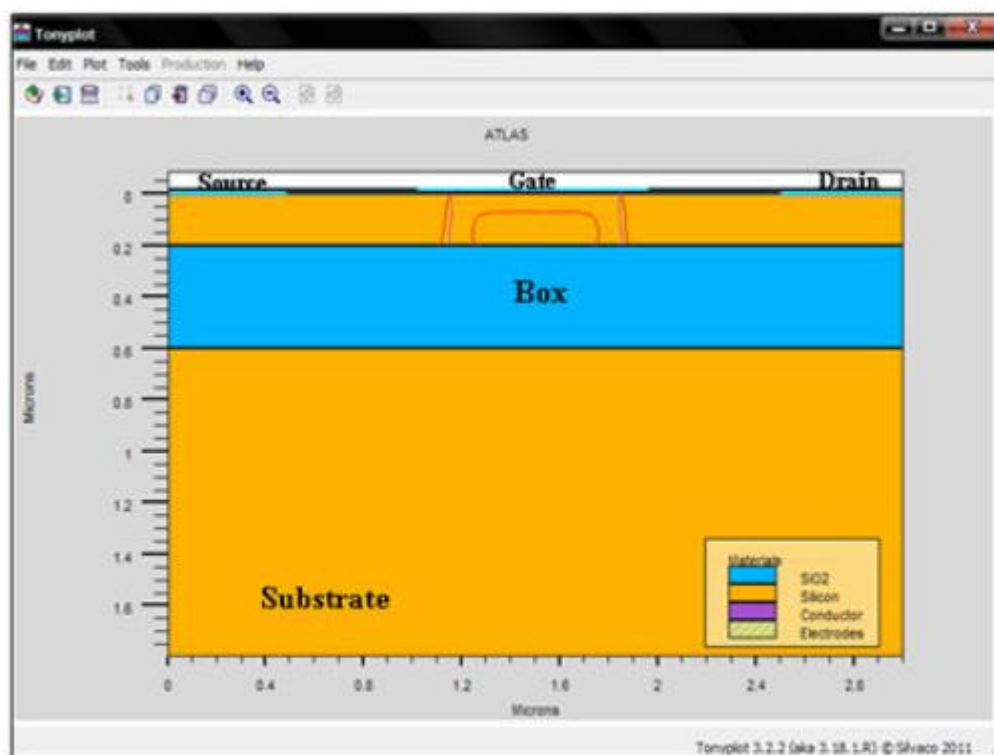 Tonyplot
File Edit Plot Tools Production Help
ATLAS
Source Gate Drain
0
0.2
0.4
0.6
0.8
1
1.2
1.4
1.6
Microns
Box
Substrate
Materials
SiO2
Silicon
Conductor
Electrodes
0 0.4 0.8 1.2 1.6 2 2.4 2.8
Microns
Tonyplot 3.2.2 (aka 3.18.1.R) © Silvaco 2011